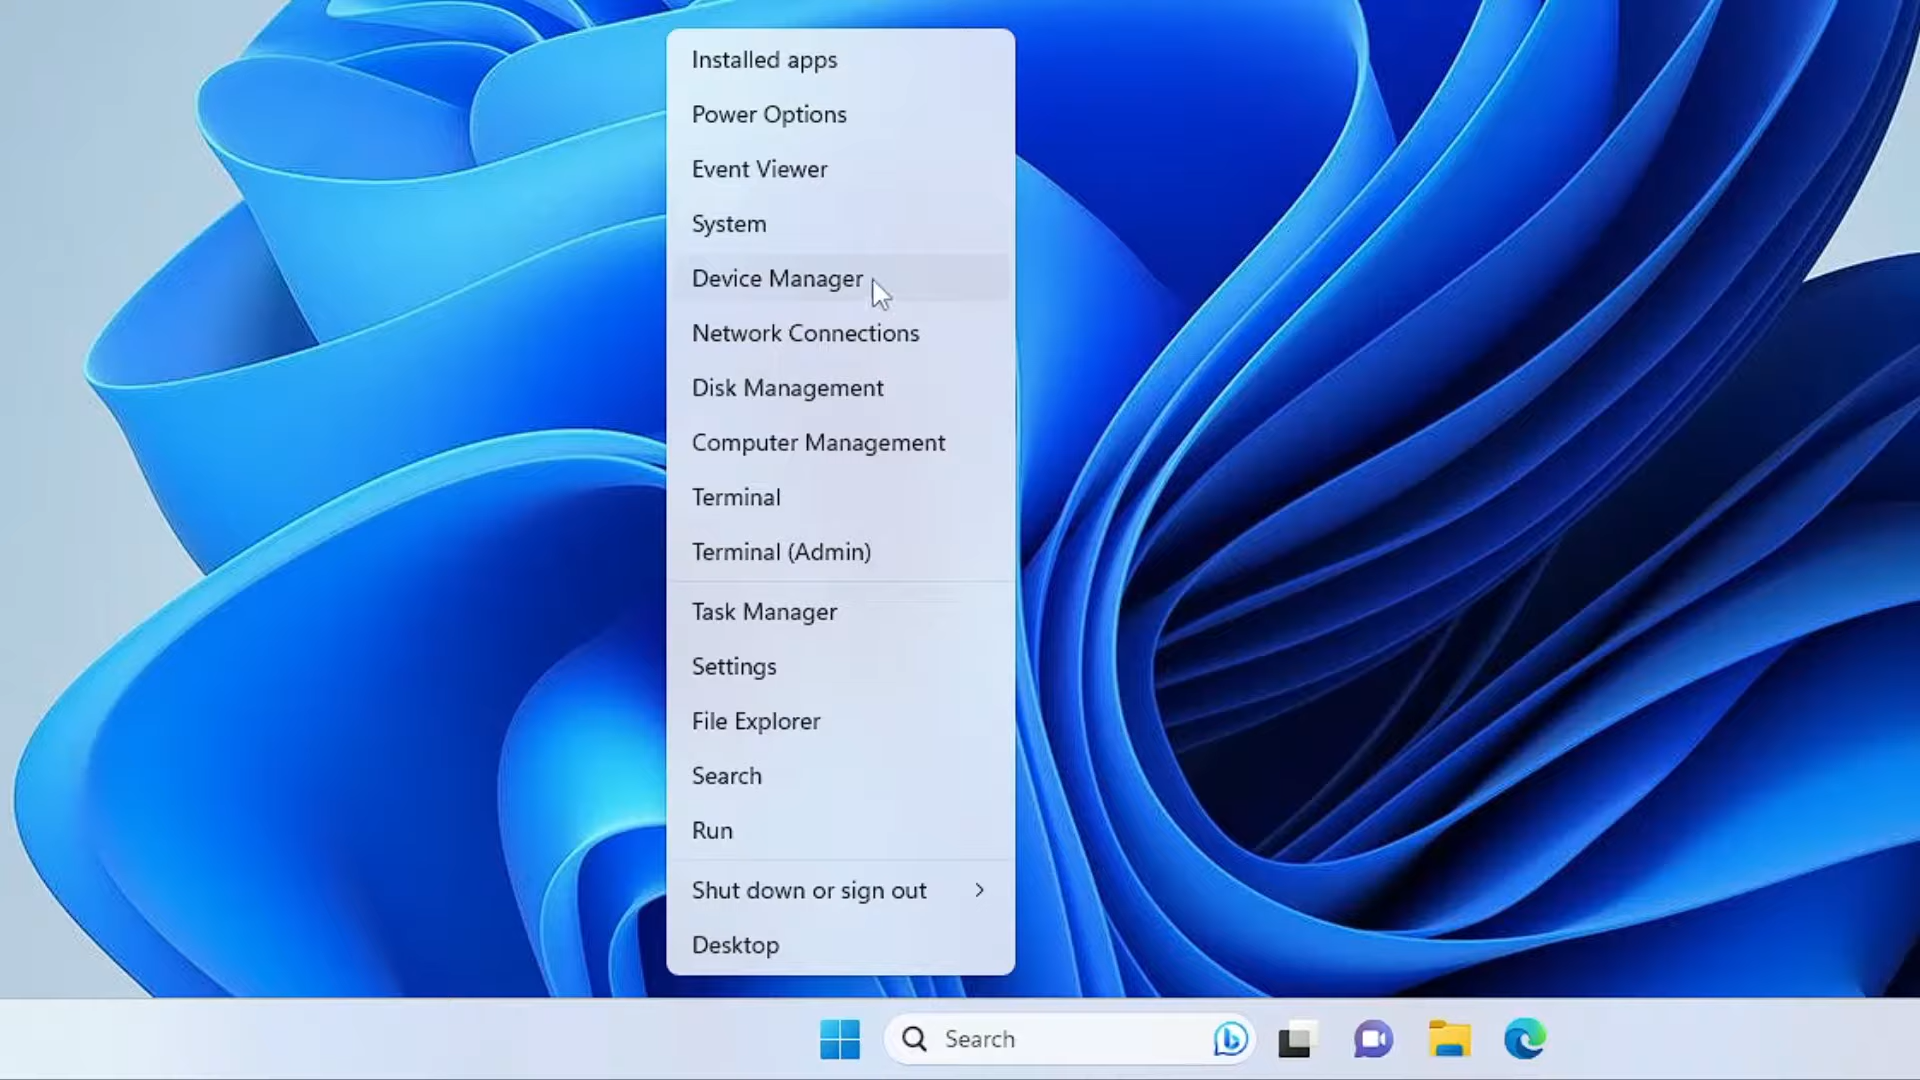 Installed apps
Power Options
Event Viewer
System
Device Manager
Network Connections
Disk Management
Computer Management
Terminal
Terminal (Admin)
Task Manager
Settings
File Explorer
Search
Run
Shut down or sign out
Desktop
Search